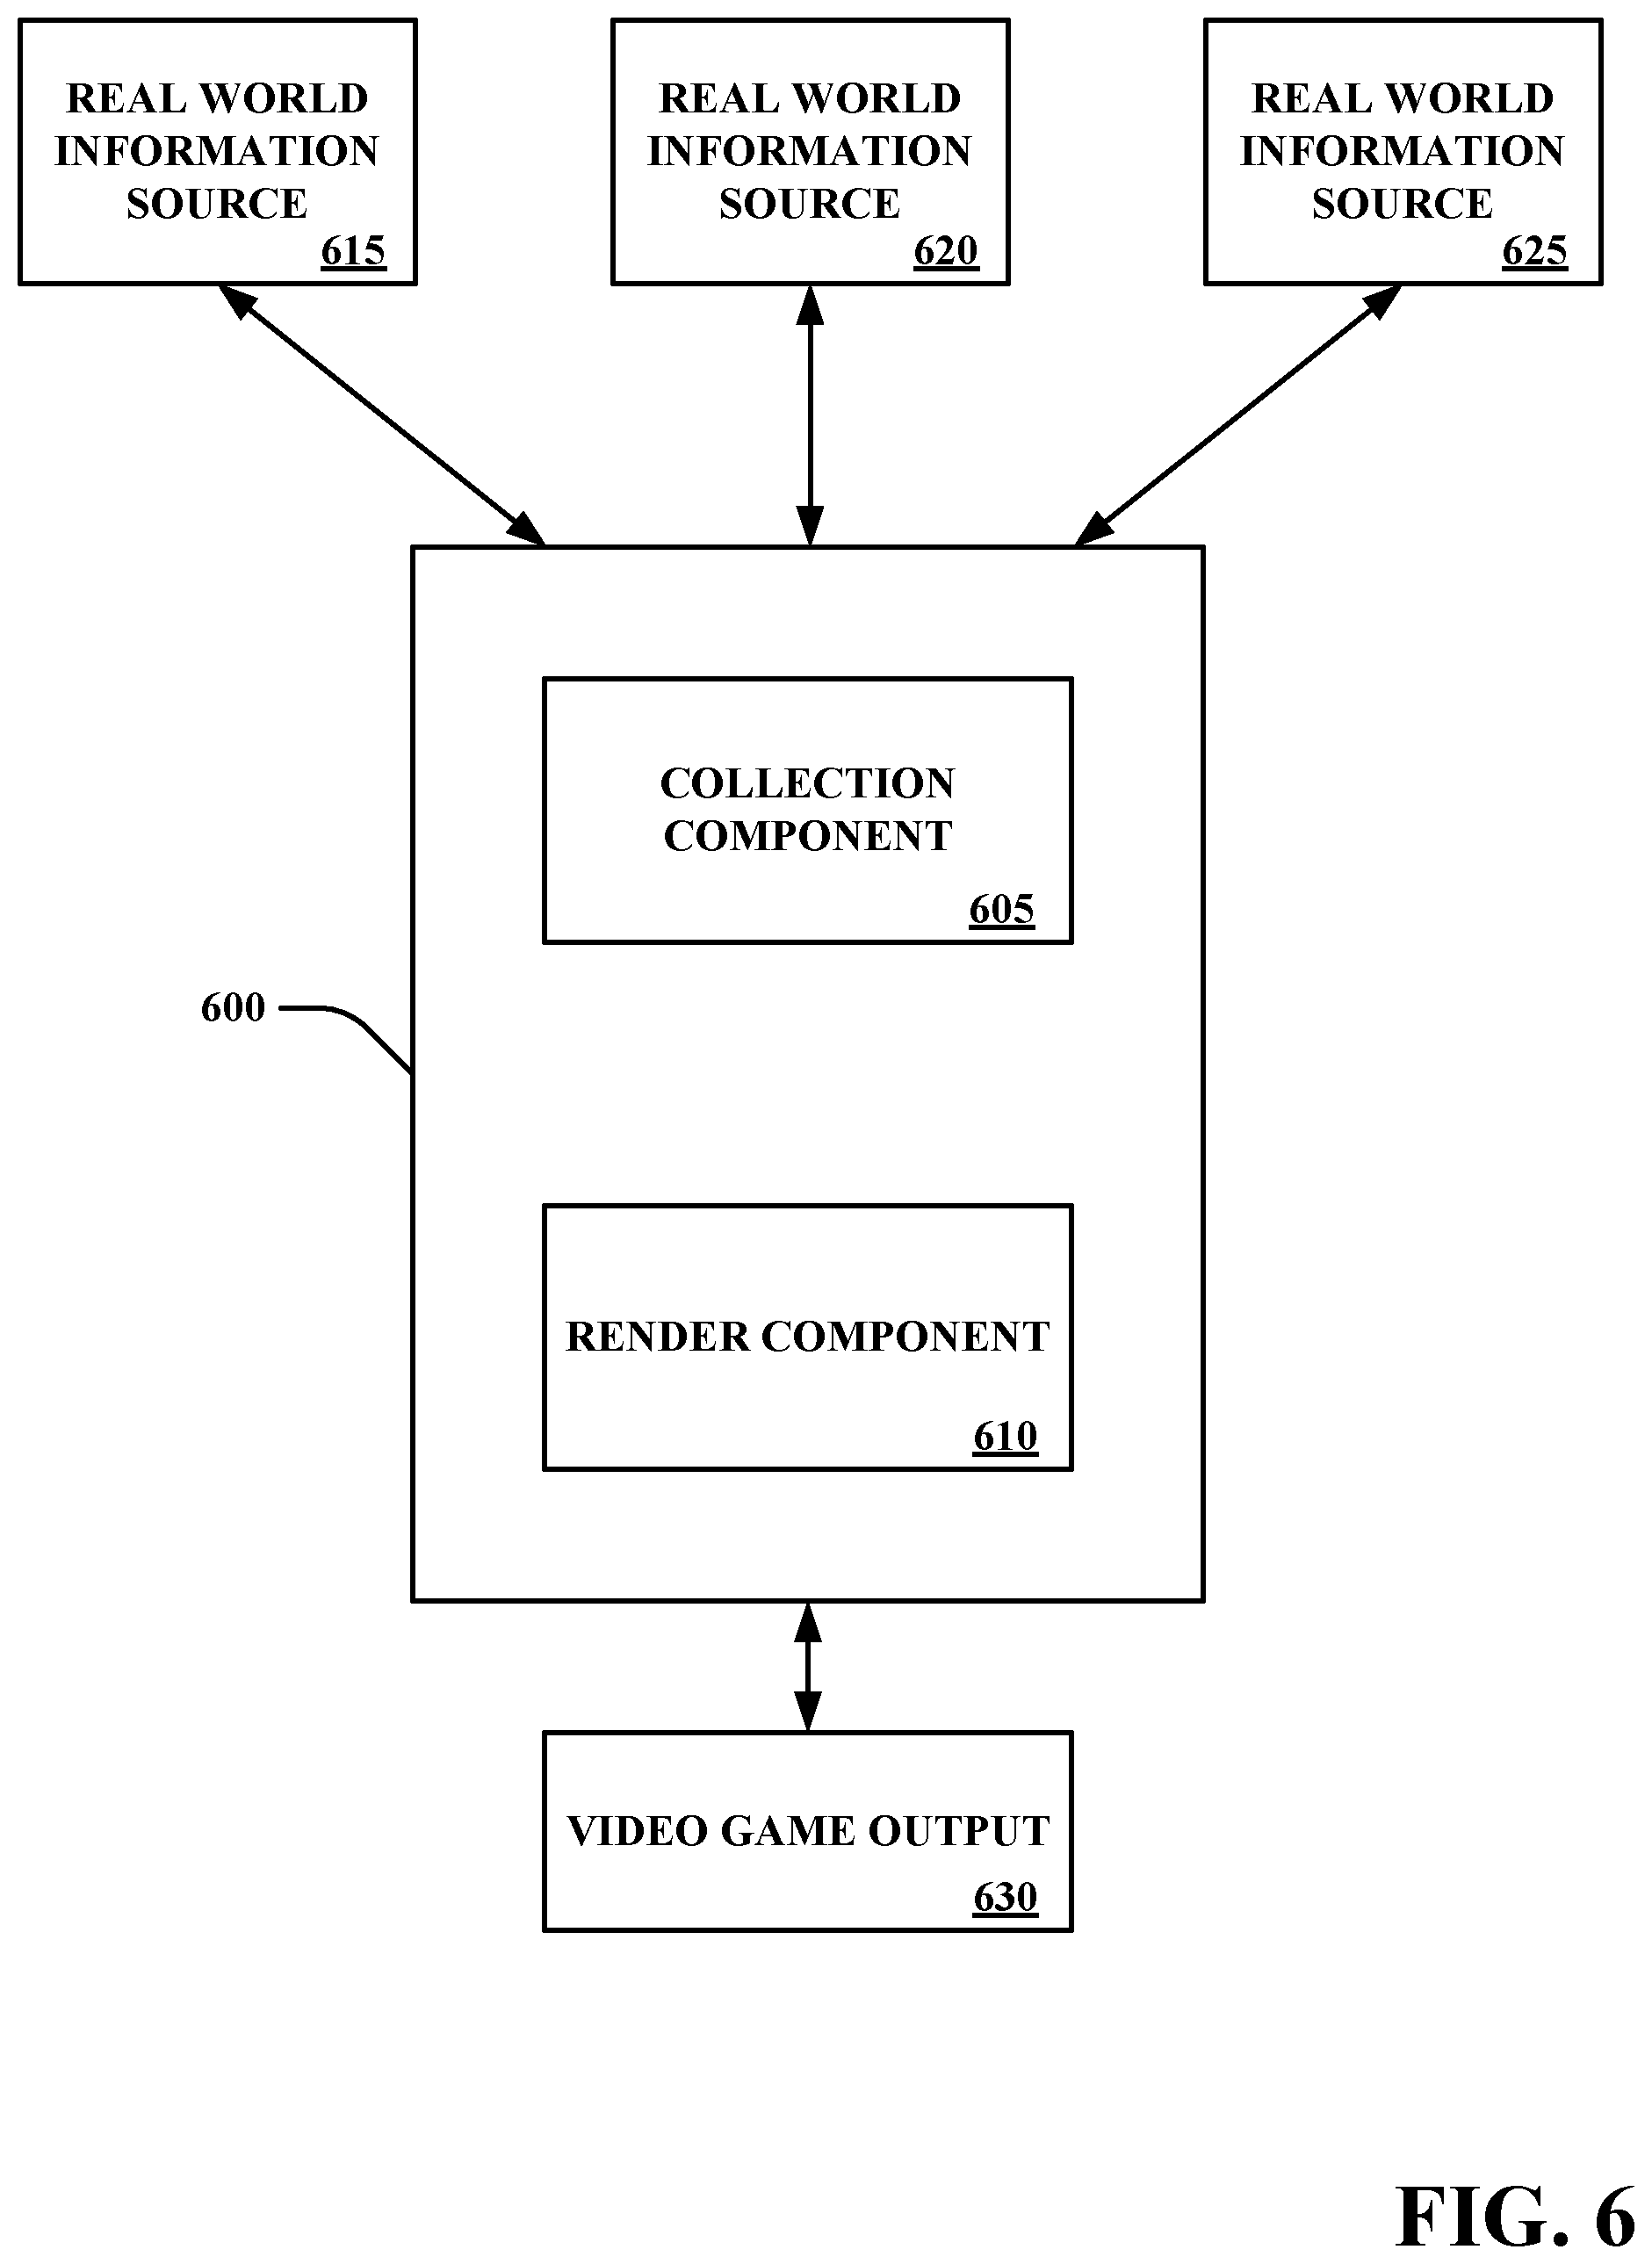 REAL WORLD
INFORMATION
SOURCE
615
REAL WORLD
INFORMATION
SOURCE
620
REAL WORLD
INFORMATION
SOURCE
625
COLLECTION
COMPONENT
605
600
RENDER COMPONENT
610
VIDEO GAME OUTPUT
630
FIG. 6